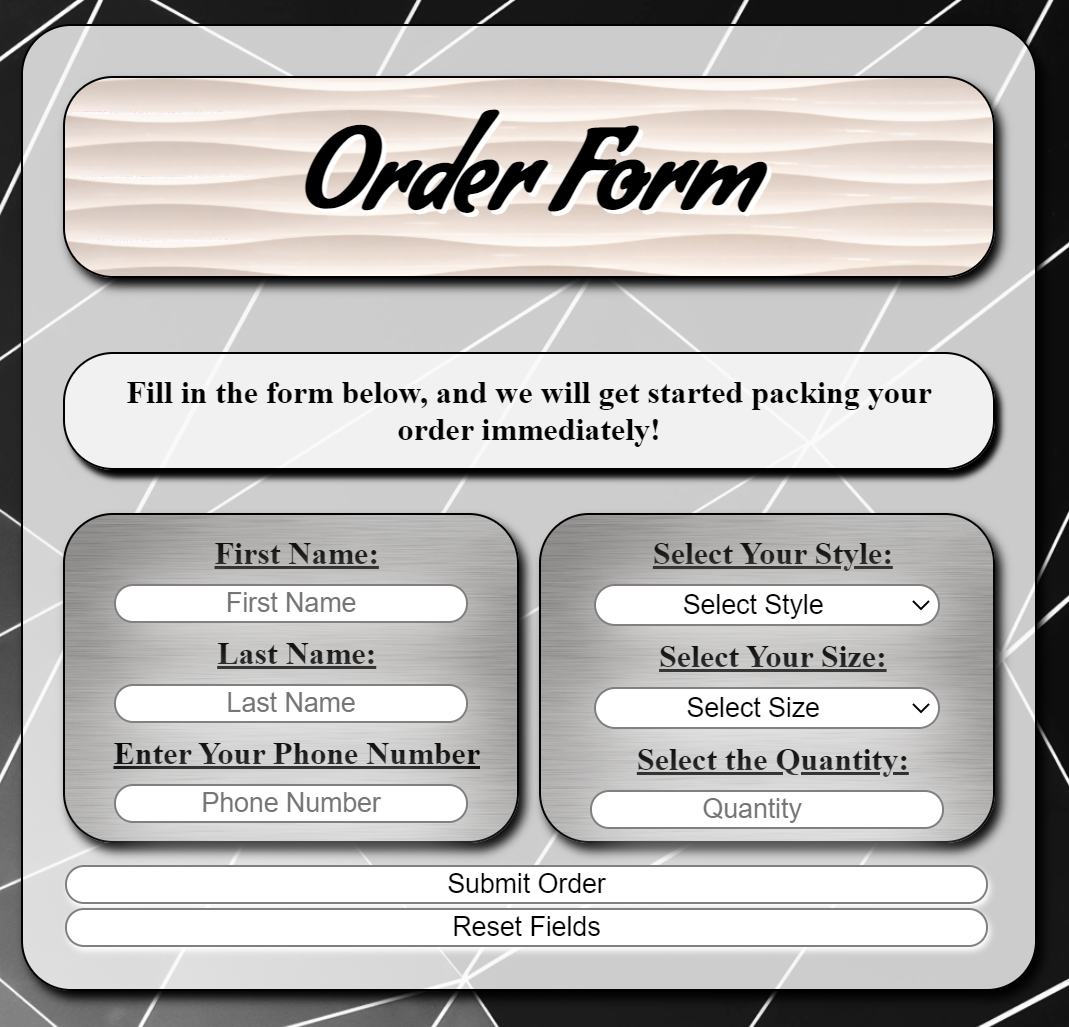 Order Form
Fill in the form below, and we will get started packing your
order immediately!
First Name:
First Name
Last Name:
Last Name
Enter Your Phone Number
Phone Number
Select Your Style:
Select Style
Select Your Size:
Select Size
Select the Quantity:
Quantity
Submit Order
Reset Fields